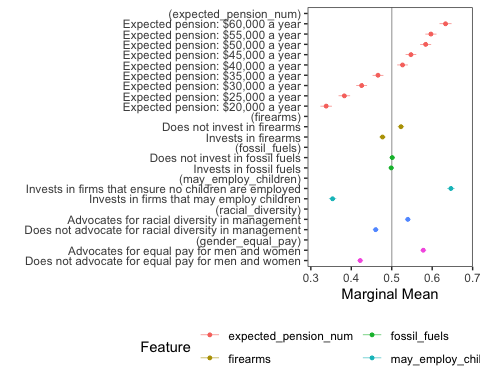 (expected_pension_num)
Expected pension: $60,000 a year
Expected pension: $55,000 a year
Expected pension: $50,000 a year
Expected pension: $45,000 a year
Expected pension: $40,000 a year
Expected pension: $35,000 a year
Expected pension: $30,000 a year
Expected pension: $25,000 a year
Expected pension: $20,000 a year
(firearms)
Does not invest in firearms
Invests in firearms
(fossil_fuels)
Does not invest in fossil fuels
Invests in fossil fuels
(may_employ_children)
Invests in firms that ensure no children are employed
Invests in firms that may employ children
(racial_diversity)
Advocates for racial diversity in management
Does not advocate for racial diversity in management
(gender_equal_pay)
Advocates for equal pay for men and women
Does not advocate for equal pay for men and women
0.3 0.4 0.5 0.6 0.7
Marginal Mean
Feature
expected_pension_num fossil_fuels
firearms may_employ_chil